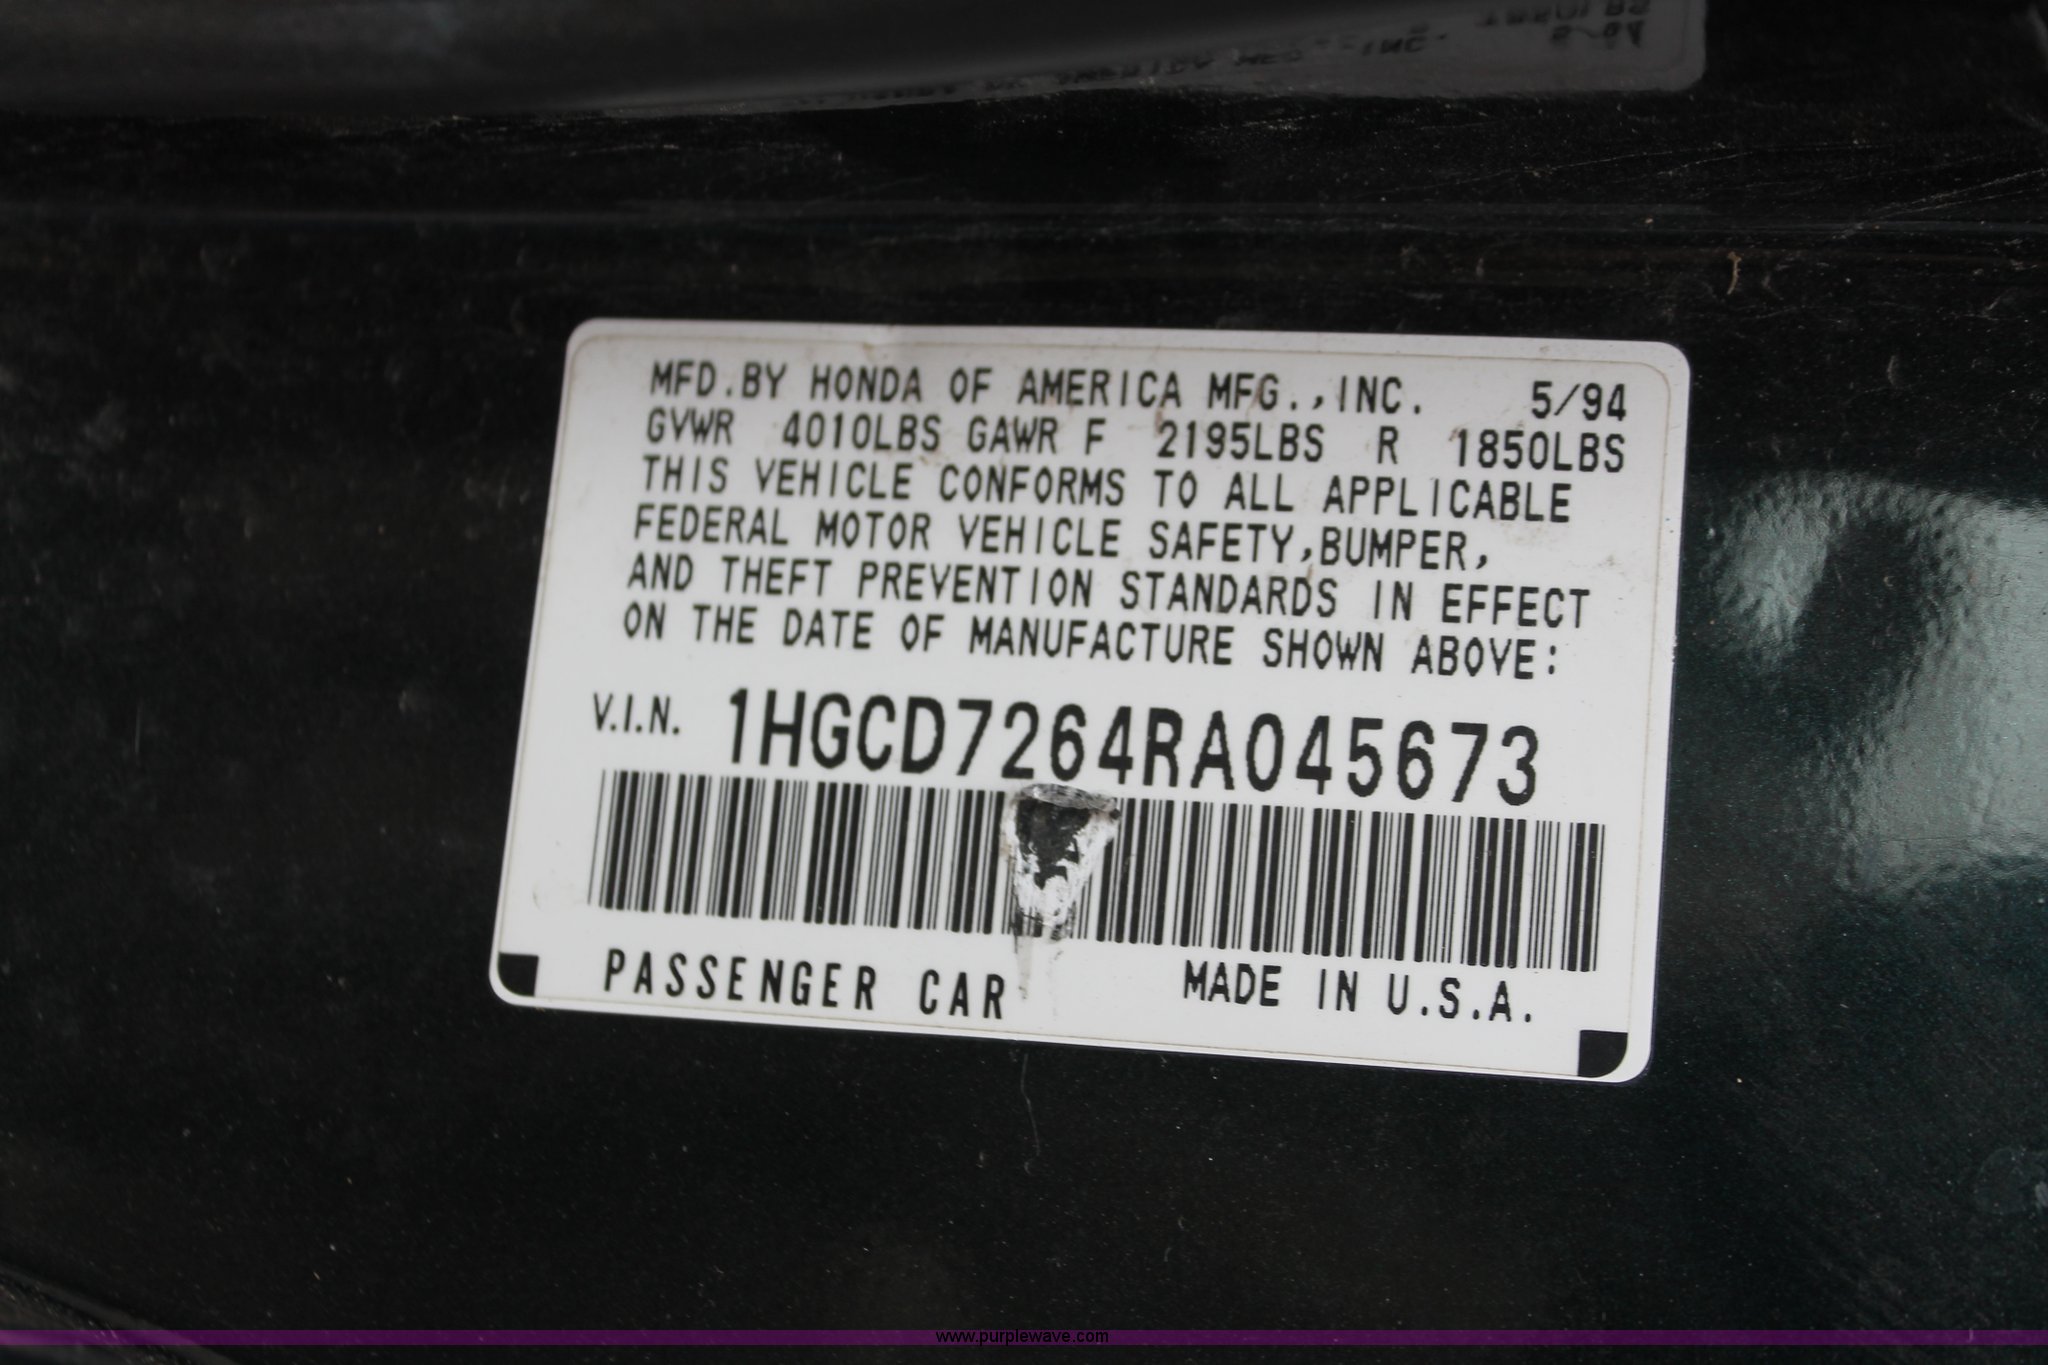 MFD.BY HONDA OF AMERICA MFG.,INC. 5/94
GVWR 4010LBS GAWR F 2195LBS R 1850LBS
THIS VEHICLE CONFORMS TO ALL APPLICABLE
FEDERAL MOTOR VEHICLE SAFETY,BUMPER,
AND THEFT PREVENTION STANDARDS IN EFFECT
ON THE DATE OF MANUFACTURE SHOWN ABOVE:
V.I.N. 1HGCD7264RA045673
PASSENGER CAR MADE IN U.S.A.
www.purplewave.com